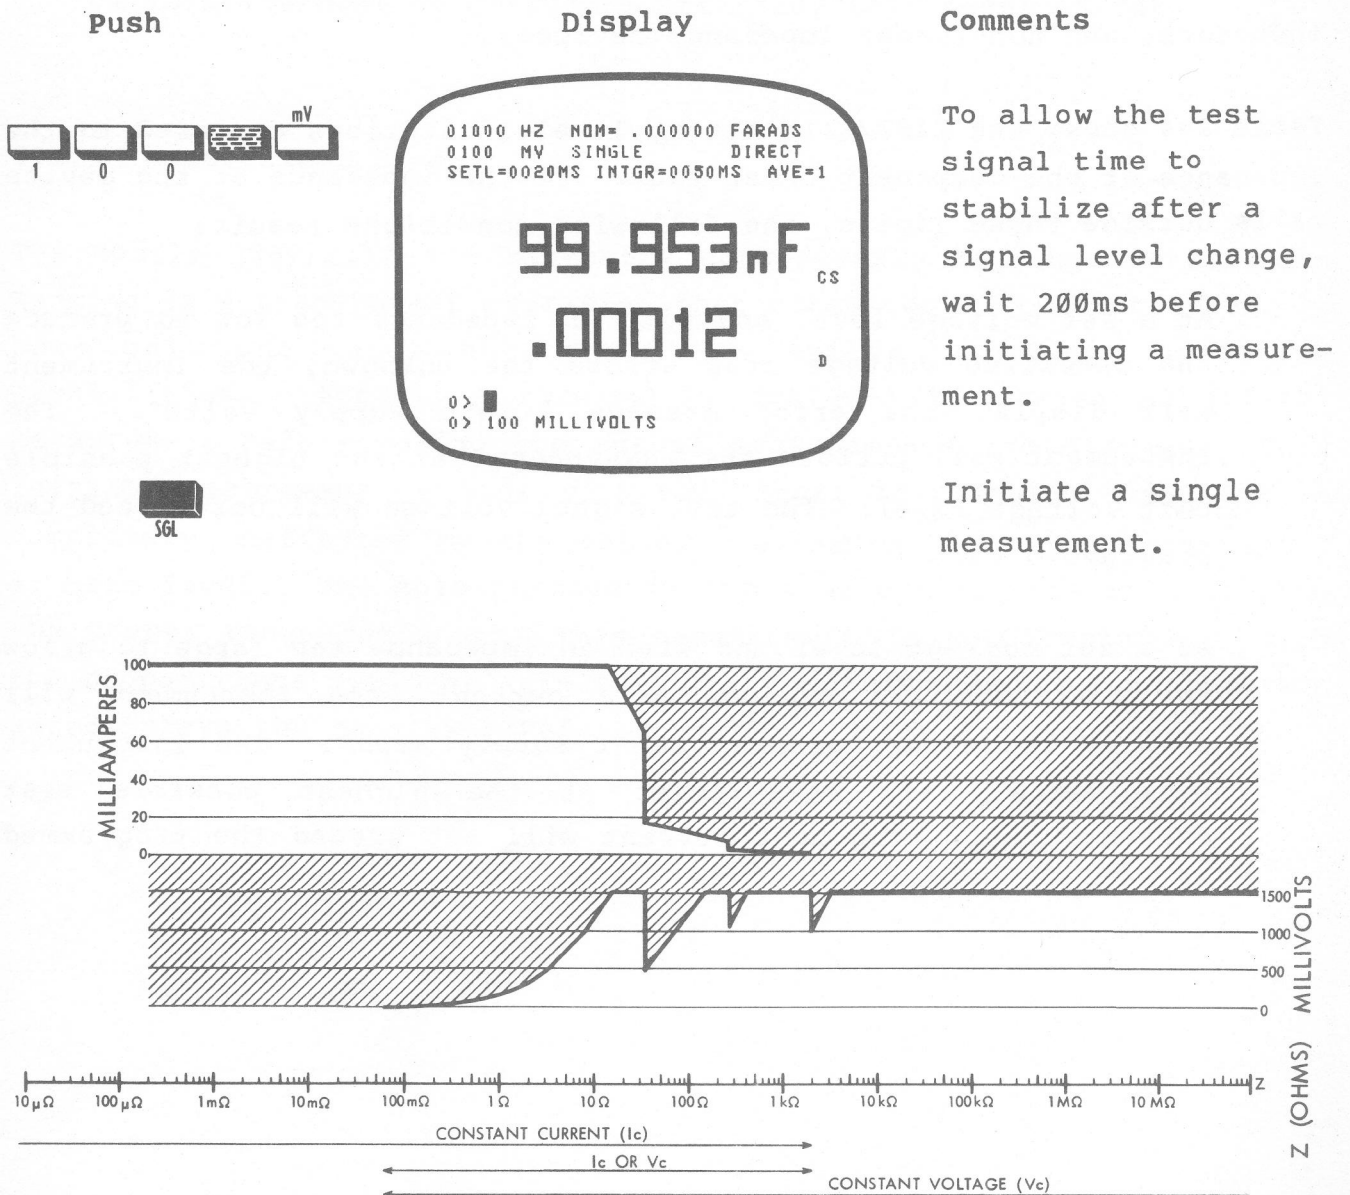 Push Display Comments
mV
1 0 0
01000 HZ NOM= .000000 FARADS
0100 MV SINGLE DIRECT
SETL=0020MS INTGR=0050MS AVE=1
99.953nF CS
.00012 D
0>
0> 100 MILLIVOLTS
To allow the test
signal time to
stabilize after a
signal level change,
wait 2ØØms before
initiating a measure-
ment.
SGL
Initiate a single
measurement.
MILLIAMPERES
100
80
60
40
20
0
1500
1000
500
0
MILLIVOLTS
Z
10μΩ 100μΩ 1mΩ 10mΩ 100mΩ 1Ω 10Ω 100Ω 1kΩ 10kΩ 100kΩ 1MΩ 10MΩ
Z (OHMS)
CONSTANT CURRENT (Ic)
Ic OR Vc
CONSTANT VOLTAGE (Vc)